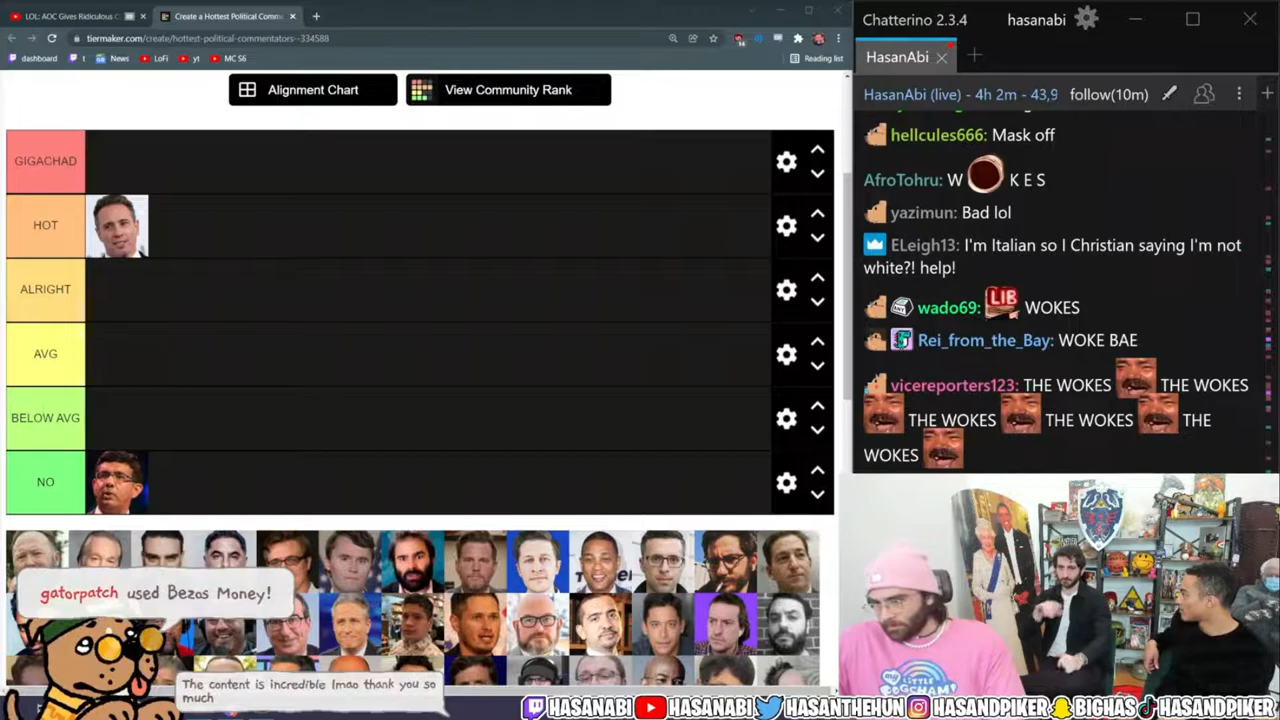 LOL: AOC Gives Ridiculous
Create a Hottest Political Comm
tiermaker.com/create/hottest-political-commentators--334588
dashboard
t
News
LoFi
yt
MC S6
Reading list
Alignment Chart
View Community Rank
GIGACHAD
HOT
ALRIGHT
AVG
BELOW AVG
NO
gatorpatch used Bezos Money!
The content is incredible lmao thank you so
much
Chatterino 2.3.4
hasanabi
HasanAbi
HasanAbi (live) - 4h 2m - 43,9
follow(10m)
hellcules666: Mask off
AfroTohru: W K E S
yazimun: Bad lol
ELeigh13: I'm Italian so I Christian saying I'm not
white?! help!
wado69: LIB WOKES
Rei_from_the_Bay: WOKE BAE
vicereporters123: THE WOKES THE WOKES
THE WOKES THE WOKES THE
WOKES
HASANABI HASANABI HASANTHEHUN HASANDPIKER BIGHAS HASANDPIKER